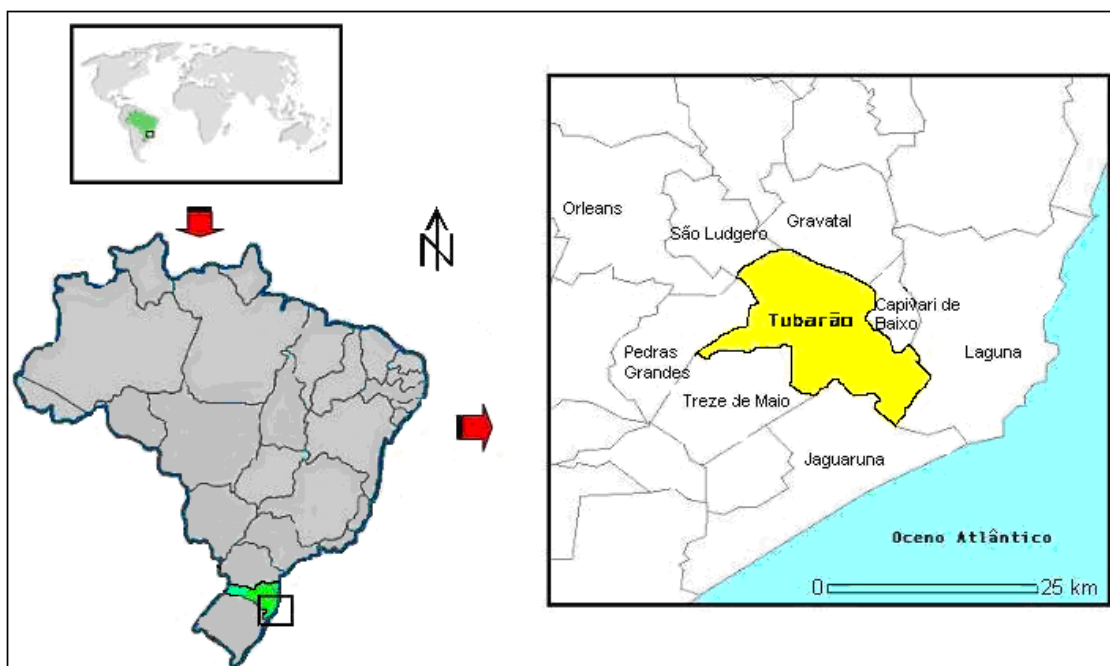 N
Orleans
São Ludgero
Gravatal
Tubarão
Capivari de
Baixo
Pedras
Grandes
Laguna
Treze de Maio
Jaguaruna
Oceno Atlântico
0 25 km